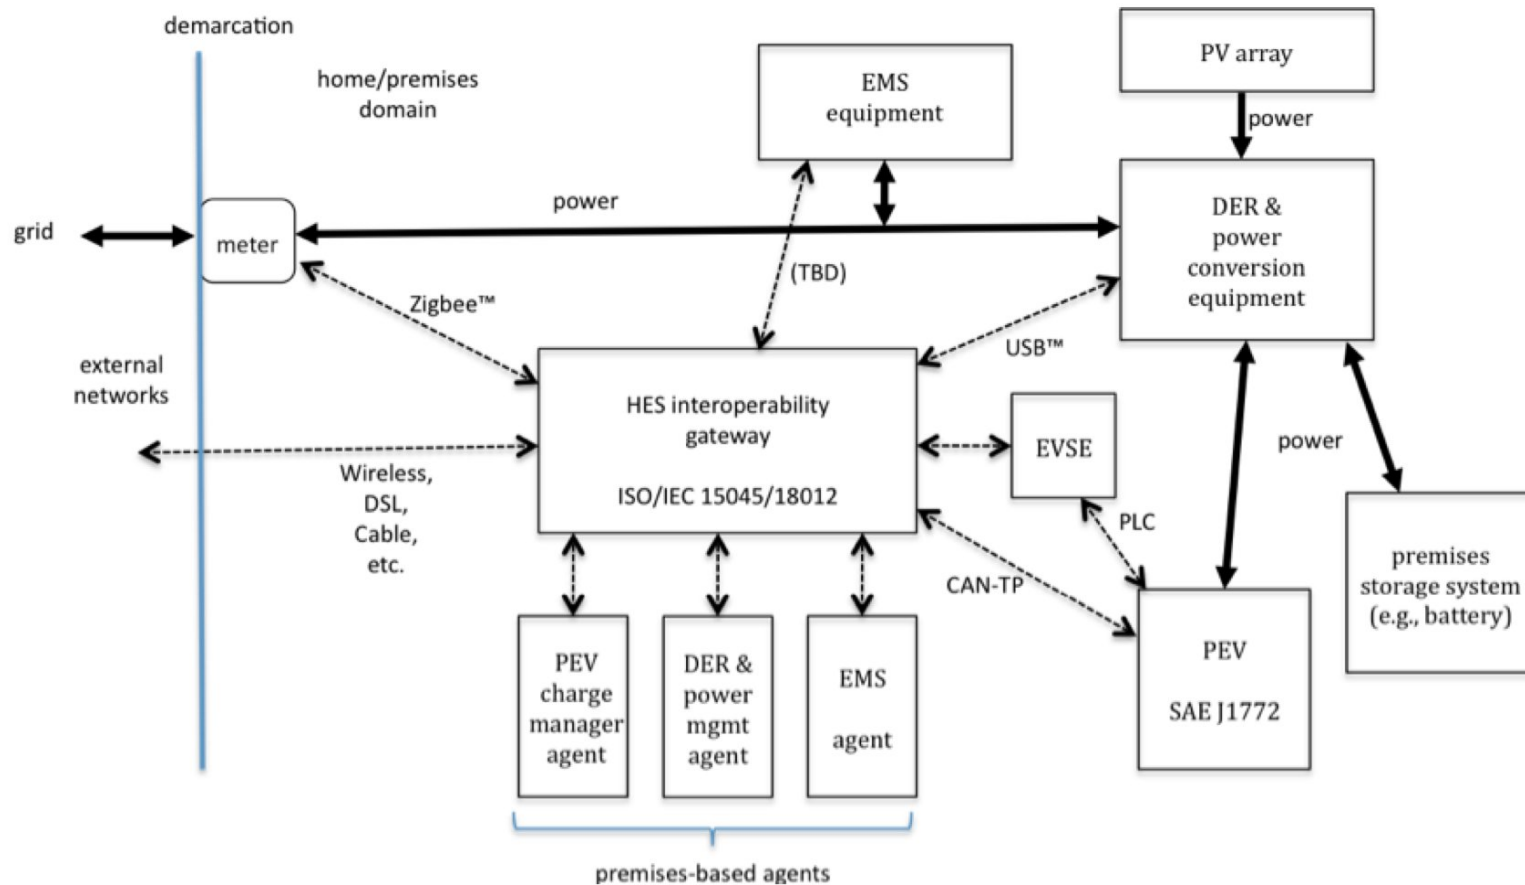 demarcation
home/premises
domain
EMS
equipment
PV array
power
power
grid
meter
DER &
power
conversion
equipment
(TBD)
Zigbee™
USB™
external
networks
HES interoperability
gateway
ISO/IEC 15045/18012
EVSE
power
Wireless,
DSL,
Cable,
etc.
PLC
CAN-TP
premises
storage system
(e.g., battery)
PEV
SAE J1772
PEV
charge
manager
agent
DER &
power
mgmt
agent
EMS
agent
premises-based agents